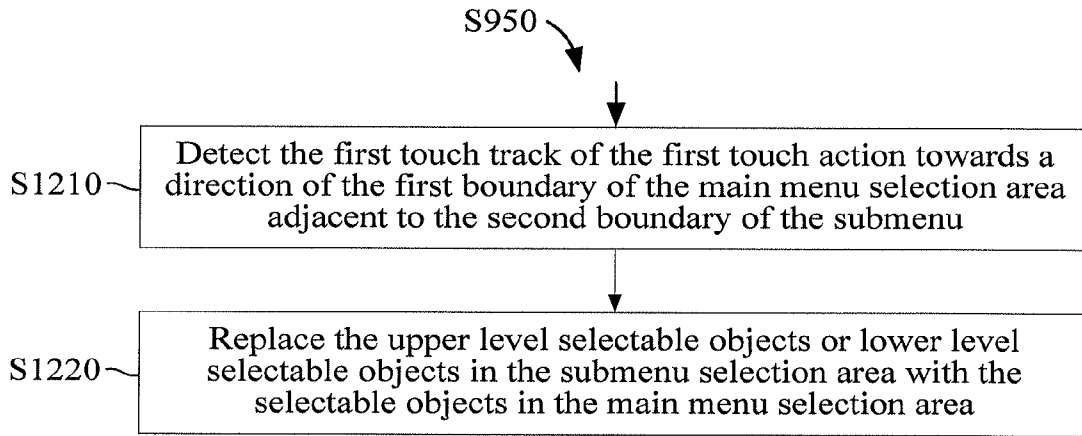 S950
S1210
Detect the first touch track of the first touch action towards a
direction of the first boundary of the main menu selection area
adjacent to the second boundary of the submenu
S1220
Replace the upper level selectable objects or lower level
selectable objects in the submenu selection area with the
selectable objects in the main menu selection area